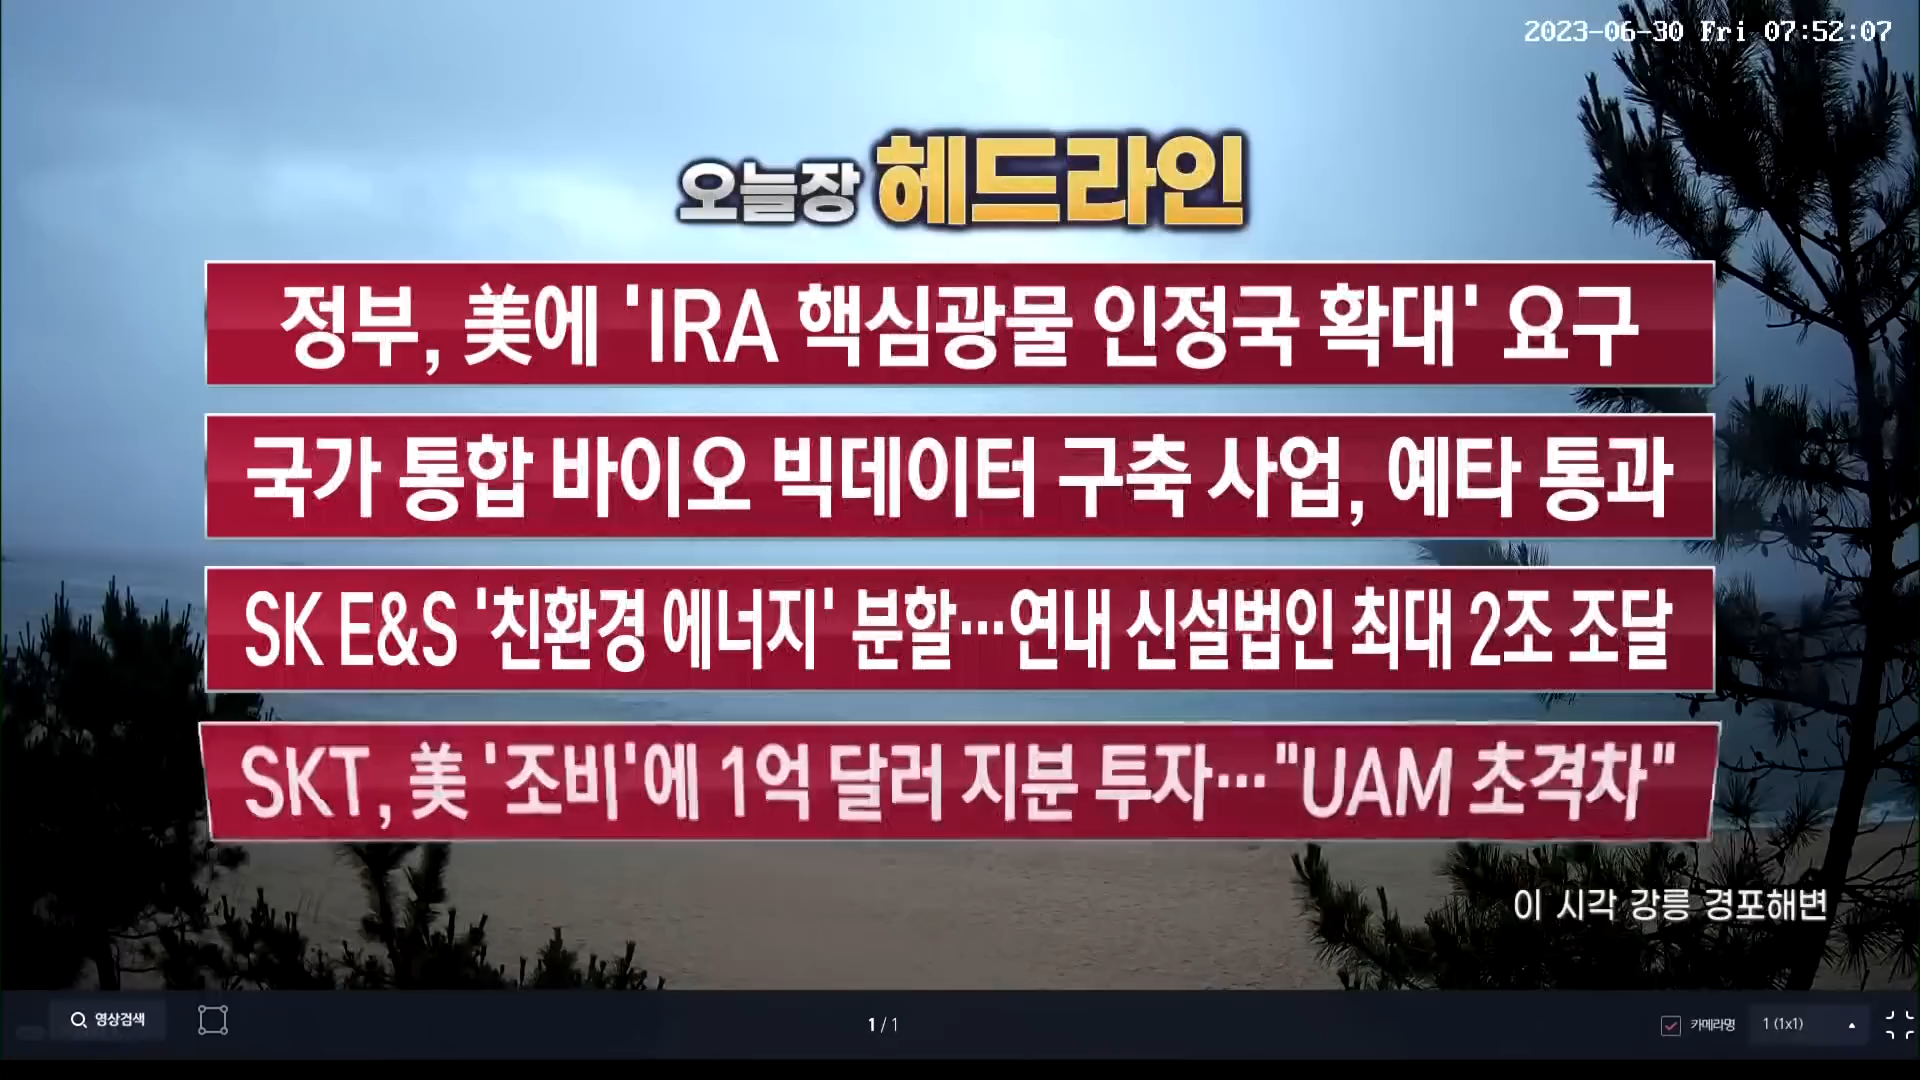 2023-06-30 Fri 07:52:07
오늘장 헤드라인
정부, 美에 'IRA 핵심광물 인정국 확대' 요구
국가 통합 바이오 빅데이터 구축 사업, 예타 통과
SK E&S '친환경 에너지' 분할…연내 신설법인 최대 2조 조달
SKT, 美 '조비'에 1억 달러 지분 투자…"UAM 초격차"
이 시각 강릉 경포해변
영상검색
1 / 1
카메라명
1 (1x1)